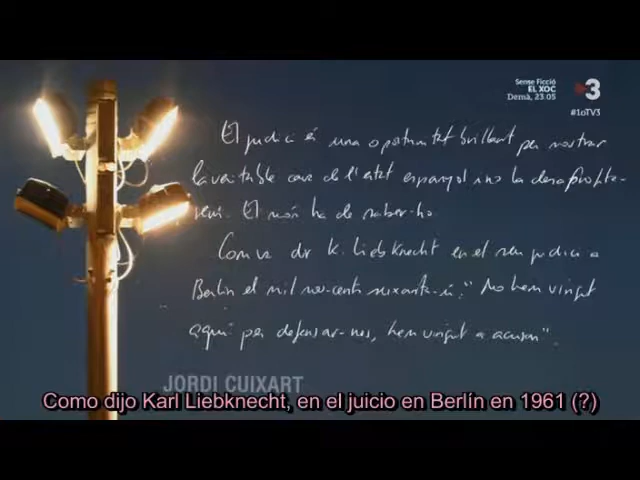 Sense Ficció
EL XOC
Demà, 23.05
3
#1oTV3
El judici és una oportunitat brillant per mostrar
la veritable cara de l'estat espanyol i no la desaprofita-
rem. El món ha de saber-ho.
Com va dir K. Liebknecht en el seu judici a
Berlin el mil nou-cents seixanta-ú: "No hem vingut
aquí per defensar-nos, hem vingut a acusar".
JORDI CUIXART
Como dijo Karl Liebknecht, en el juicio en Berlín en 1961 (?)